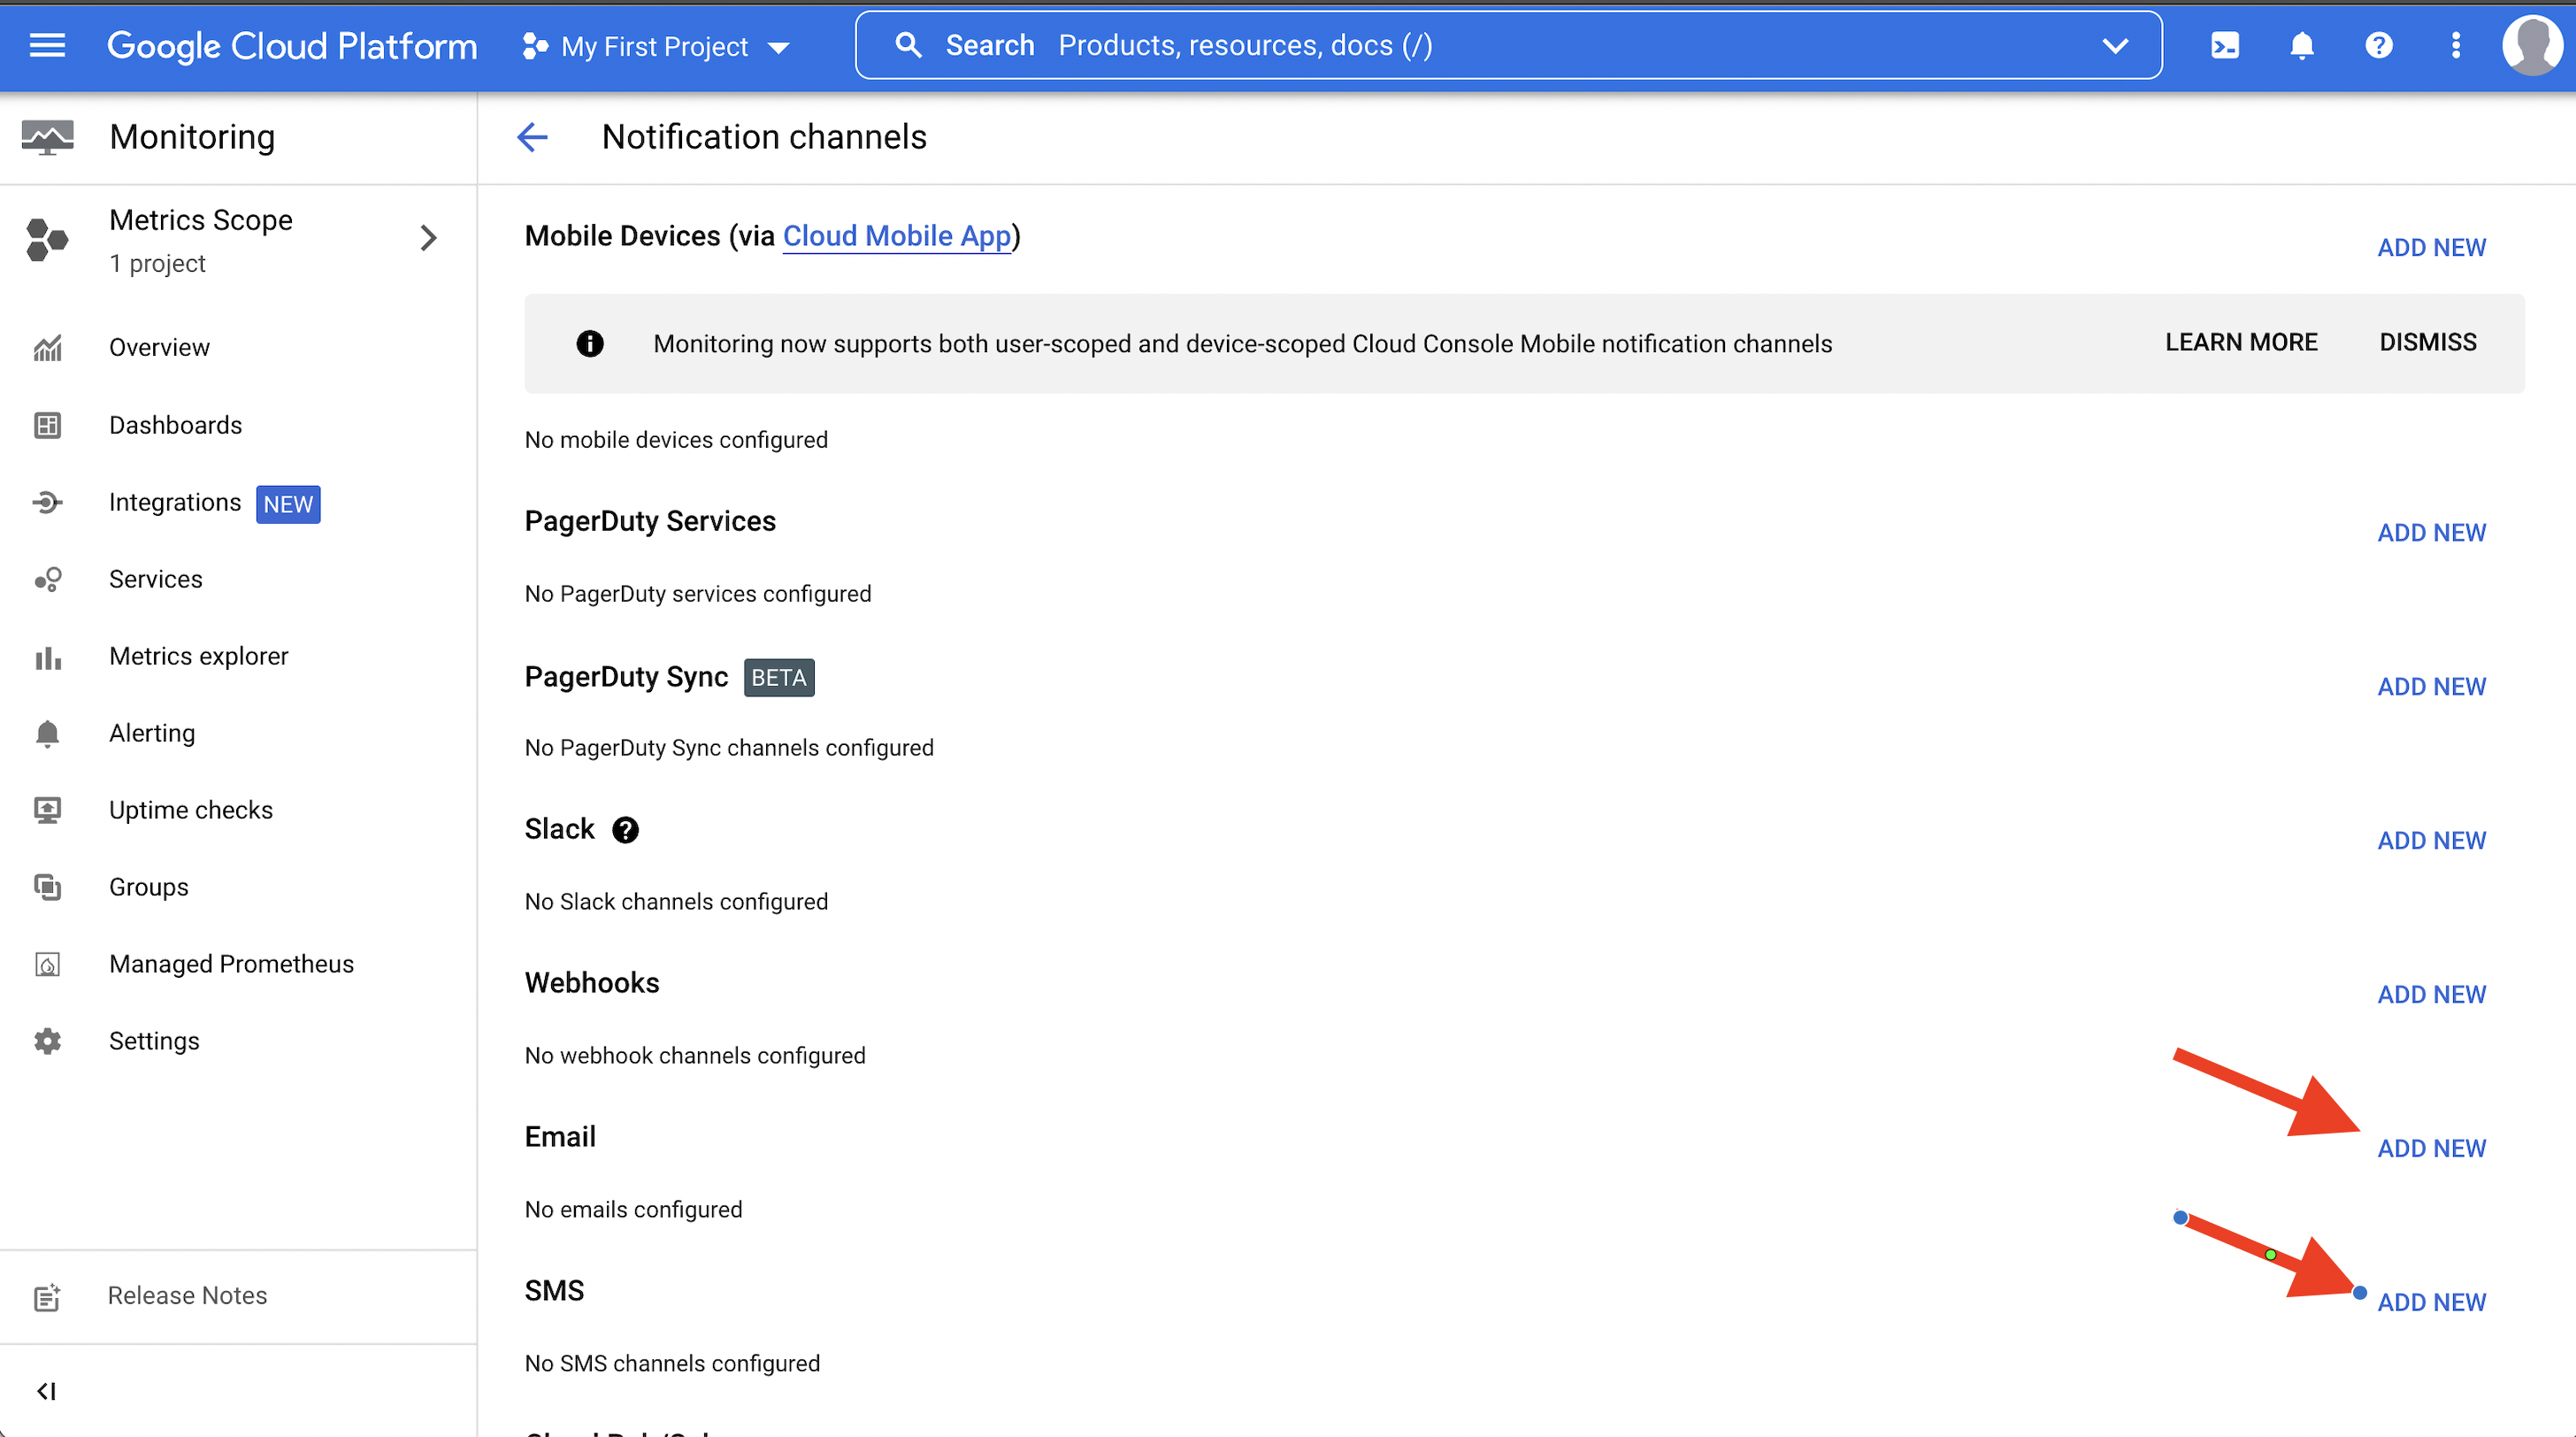 Google Cloud Platform
My First Project
Search Products, resources, docs (/)
Monitoring
Metrics Scope
1 project
Overview
Dashboards
Integrations NEW
Services
Metrics explorer
Alerting
Uptime checks
Groups
Managed Prometheus
Settings
Release Notes
Notification channels
Mobile Devices (via Cloud Mobile App)
ADD NEW
Monitoring now supports both user-scoped and device-scoped Cloud Console Mobile notification channels
LEARN MORE
DISMISS
No mobile devices configured
PagerDuty Services
ADD NEW
No PagerDuty services configured
PagerDuty Sync BETA
ADD NEW
No PagerDuty Sync channels configured
Slack
ADD NEW
No Slack channels configured
Webhooks
ADD NEW
No webhook channels configured
Email
ADD NEW
No emails configured
SMS
ADD NEW
No SMS channels configured